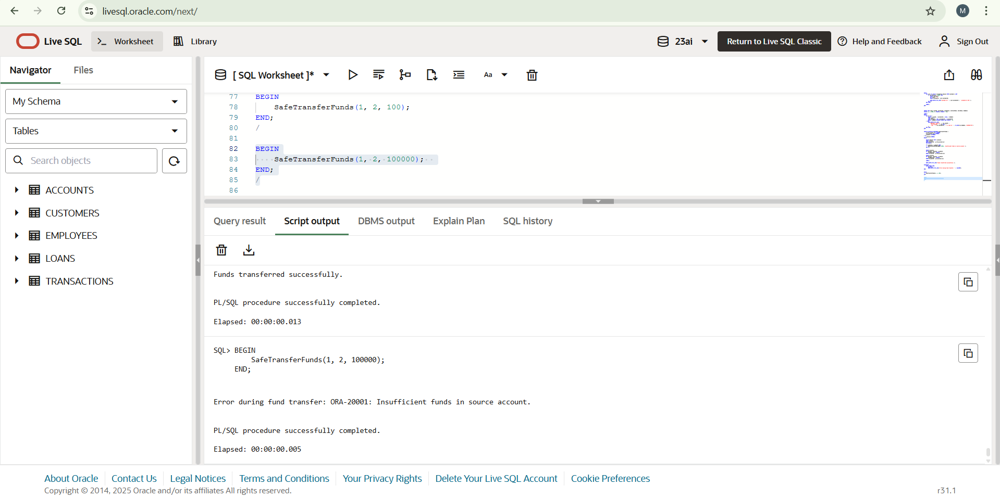 livesql.oracle.com/next/
M
Live SQL
Worksheet
Library
23ai
Return to Live SQL Classic
Help and Feedback
Sign Out
Navigator
Files
My Schema
Tables
Search objects
ACCOUNTS
CUSTOMERS
EMPLOYEES
LOANS
TRANSACTIONS
[ SQL Worksheet ]*
Aa
77 BEGIN
78 SafeTransferFunds(1, 2, 100);
79 END;
80 /
81
82 BEGIN
83 SafeTransferFunds(1, 2, 100000);
84 END;
85 /
86
Query result
Script output
DBMS output
Explain Plan
SQL history
Funds transferred successfully.
PL/SQL procedure successfully completed.
Elapsed: 00:00:00.013
SQL> BEGIN
SafeTransferFunds(1, 2, 100000);
END;
Error during fund transfer: ORA-20001: Insufficient funds in source account.
PL/SQL procedure successfully completed.
Elapsed: 00:00:00.005
About Oracle
Contact Us
Legal Notices
Terms and Conditions
Your Privacy Rights
Delete Your Live SQL Account
Cookie Preferences
Copyright © 2014, 2025 Oracle and/or its affiliates All rights reserved.
r31.1